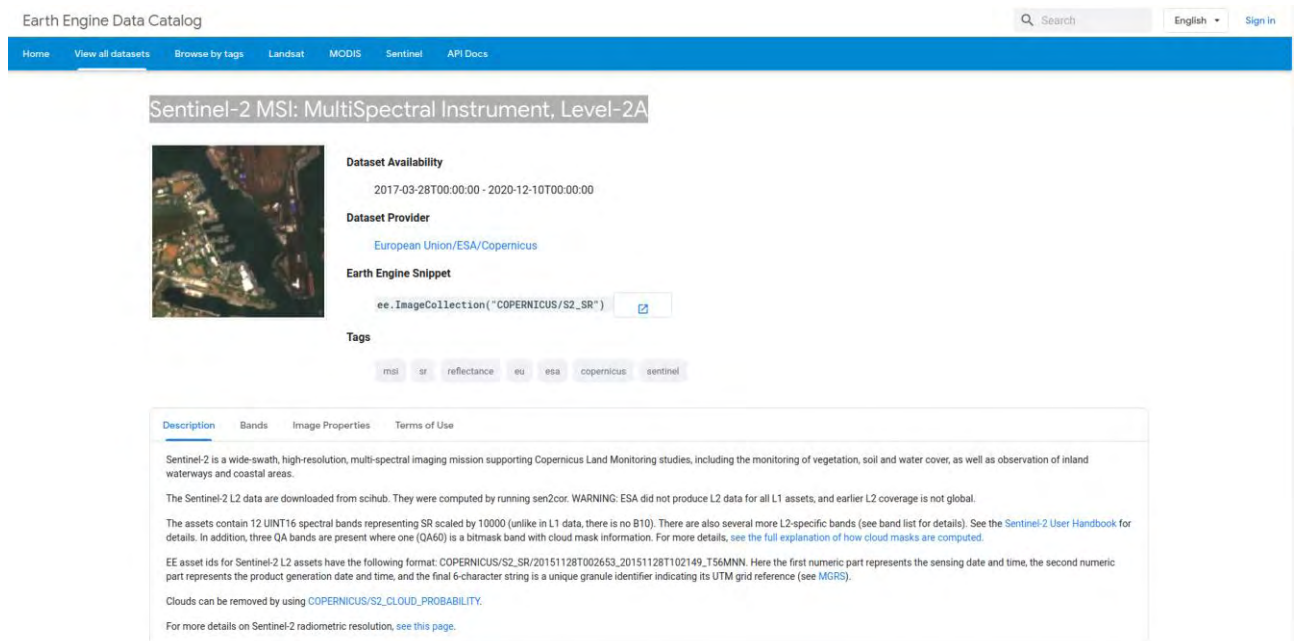 Earth Engine Data Catalog
Search
English
Sign in
Home View all datasets Browse by tags Landsat MODIS Sentinel API Docs
Sentinel-2 MSI: MultiSpectral Instrument, Level-2A
Dataset Availability
2017-03-28T00:00:00 - 2020-12-10T00:00:00
Dataset Provider
European Union/ESA/Copernicus
Earth Engine Snippet
ee.ImageCollection("COPERNICUS/S2_SR")
Tags
msi sr reflectance eu esa copernicus sentinel
Description Bands Image Properties Terms of Use
Sentinel-2 is a wide-swath, high-resolution, multi-spectral imaging mission supporting Copernicus Land Monitoring studies, including the monitoring of vegetation, soil and water cover, as well as observation of inland
waterways and coastal areas.
The Sentinel-2 L2 data are downloaded from scihub. They were computed by running sen2cor. WARNING: ESA did not produce L2 data for all L1 assets, and earlier L2 coverage is not global.
The assets contain 12 UINT16 spectral bands representing SR scaled by 10000 (unlike in L1 data, there is no B10). There are also several more L2-specific bands (see band list for details). See the Sentinel-2 User Handbook for
details. In addition, three QA bands are present where one (QA60) is a bitmask band with cloud mask information. For more details, see the full explanation of how cloud masks are computed.
EE asset ids for Sentinel-2 L2 assets have the following format: COPERNICUS/S2_SR/20151128T002653_20151128T102149_T56MNN. Here the first numeric part represents the sensing date and time, the second numeric
part represents the product generation date and time, and the final 6-character string is a unique granule identifier indicating its UTM grid reference (see MGRS).
Clouds can be removed by using COPERNICUS/S2_CLOUD_PROBABILITY.
For more details on Sentinel-2 radiometric resolution, see this page.